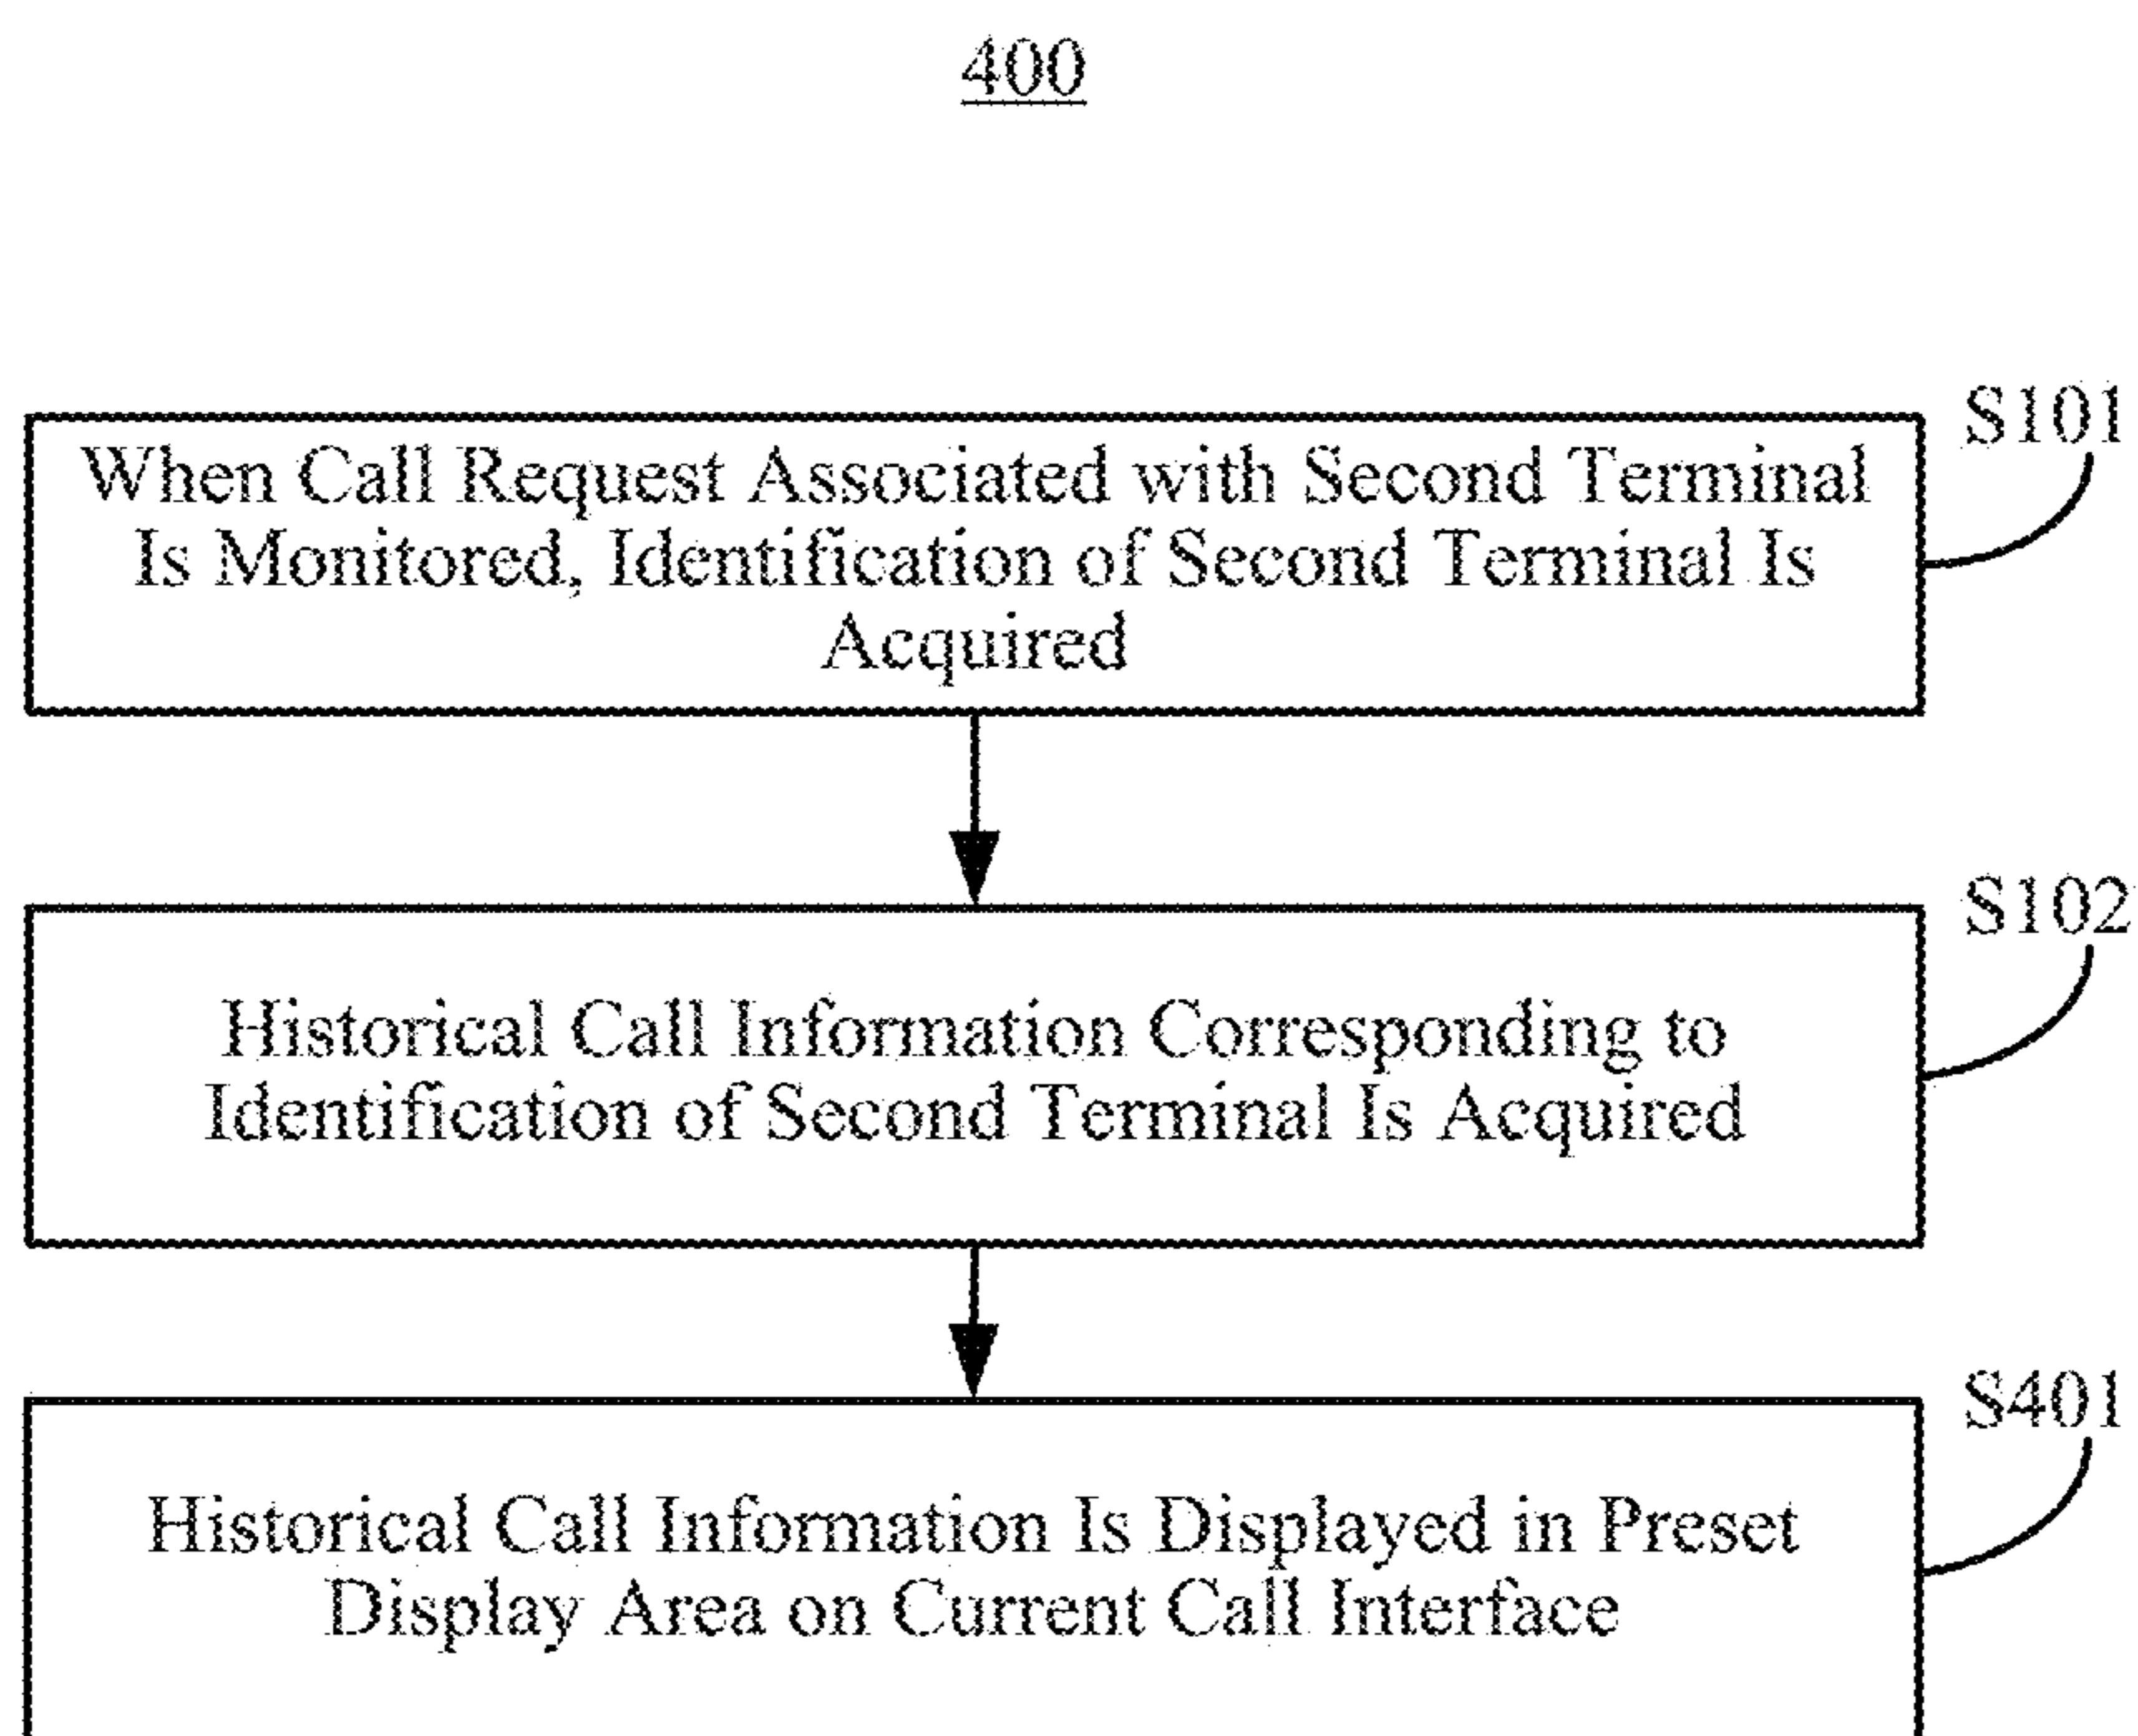 400
S101
When Call Request Associated with Second Terminal
Is Monitored, Identification of Second Terminal Is
Acquired
S102
Historical Call Information Corresponding to
Identification of Second Terminal Is Acquired
S401
Historical Call Information Is Displayed in Preset
Display Area on Current Call Interface